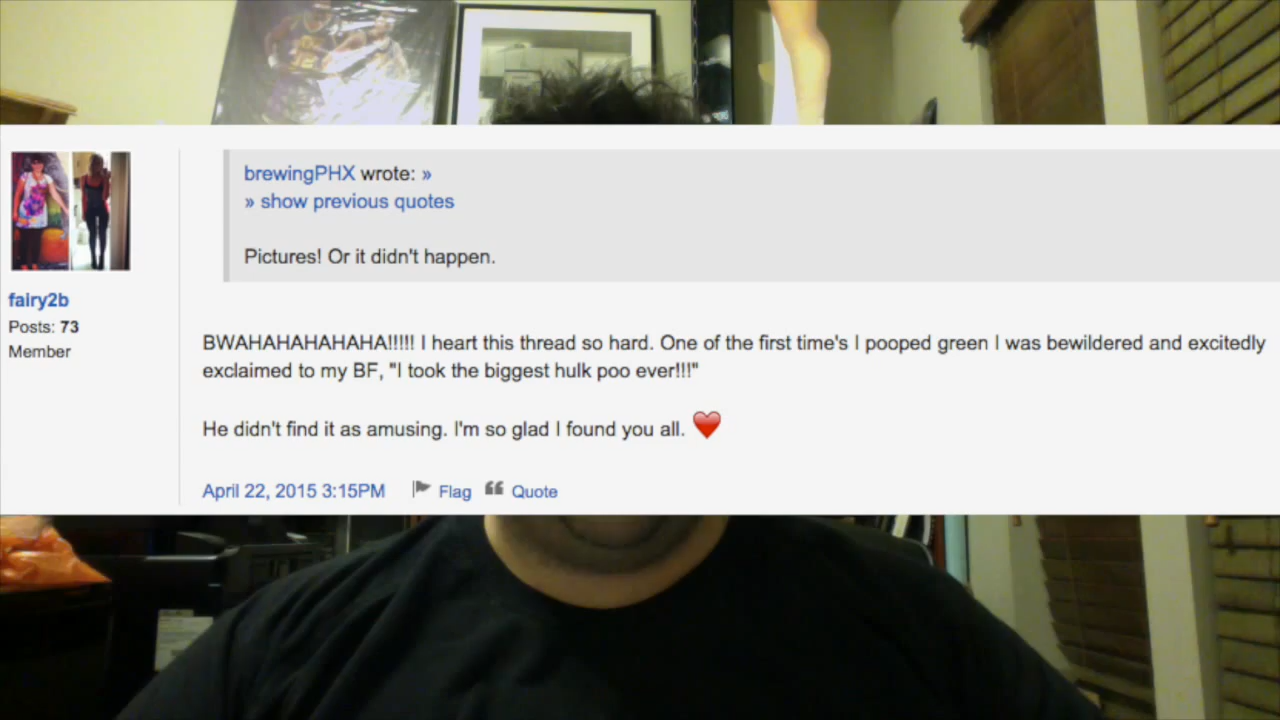 brewingPHX wrote: »
» show previous quotes
Pictures! Or it didn't happen.
fairy2b
Posts: 73
Member
BWAHAHAHAHAHA!!!!! I heart this thread so hard. One of the first time's I pooped green I was bewildered and excitedly
exclaimed to my BF, "I took the biggest hulk poo ever!!!"
He didn't find it as amusing. I'm so glad I found you all. ❤️
April 22, 2015 3:15PM Flag Quote